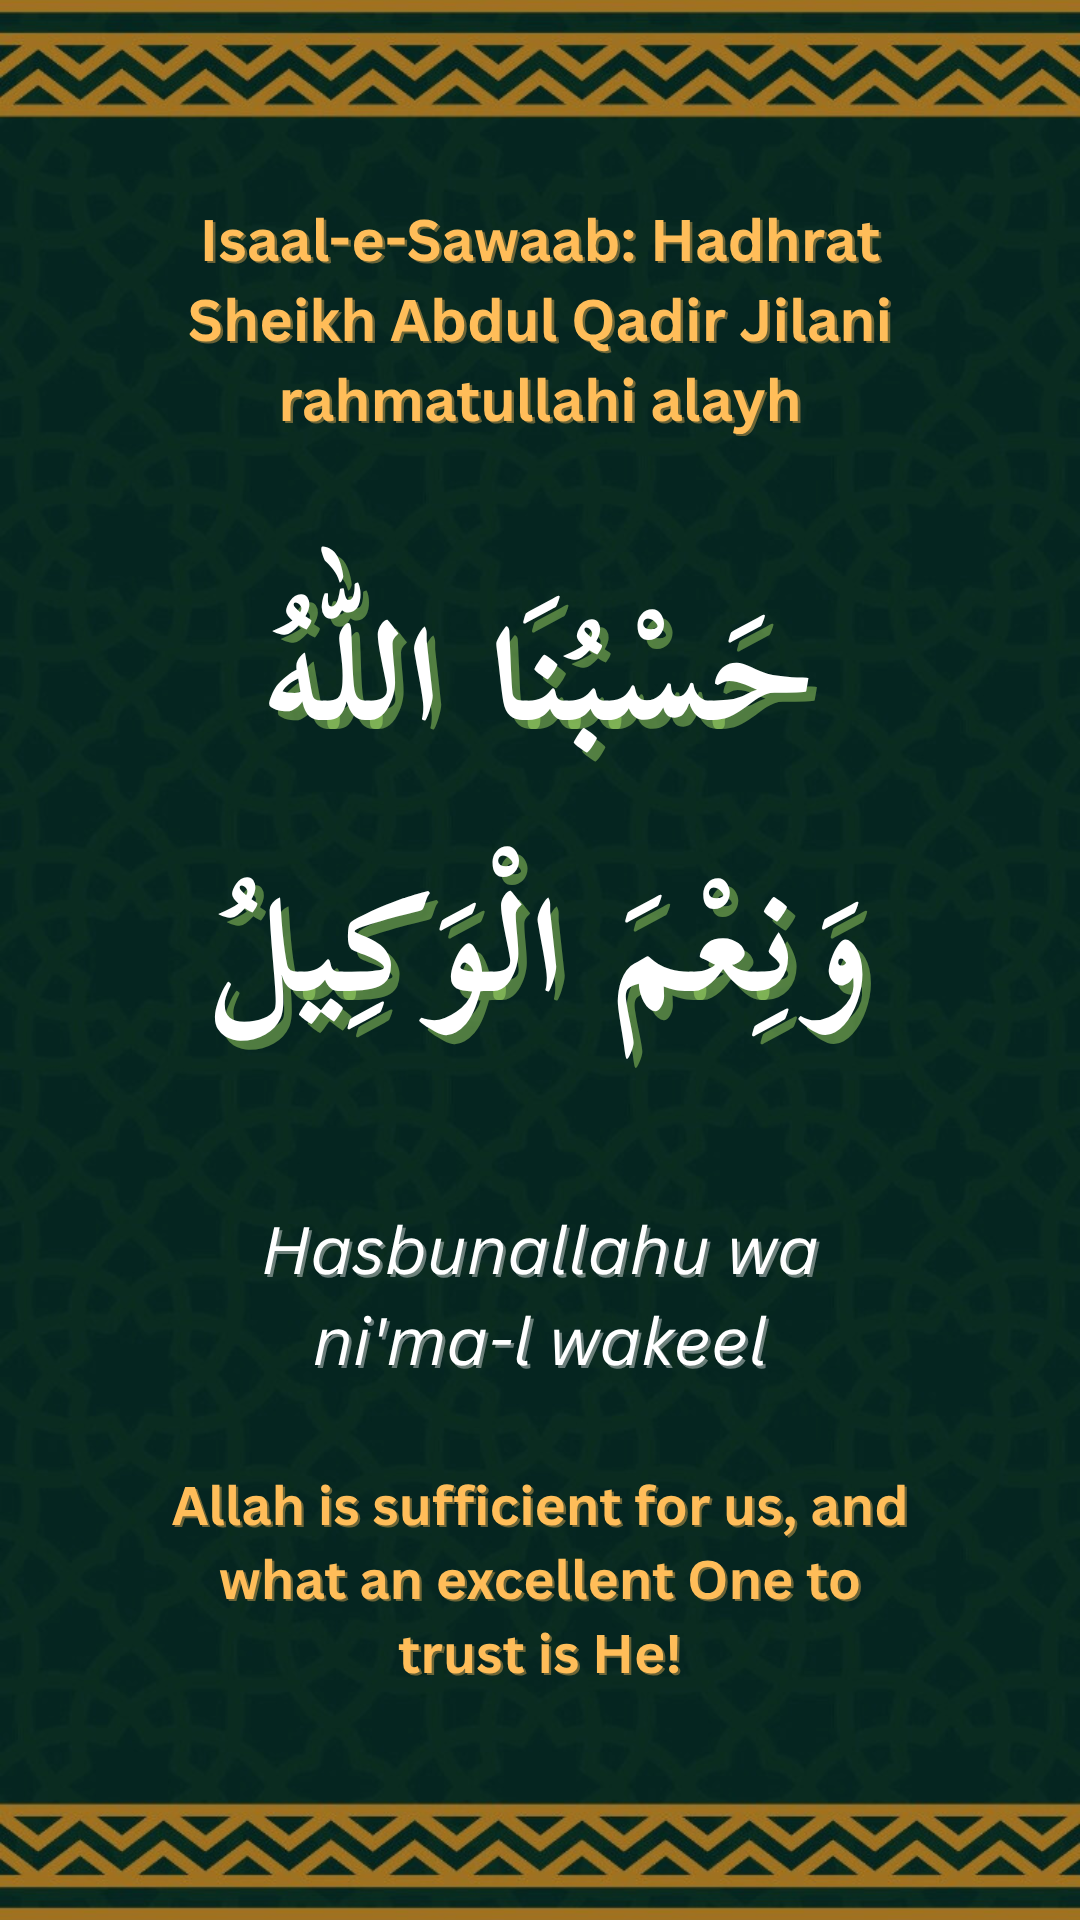 Isaal-e-Sawaab: Hadhrat
Sheikh Abdul Qadir Jilani
rahmatullahi alayh
حَسْبُنَا اللّٰهُ
وَنِعْمَ الْوَكِيلُ
Hasbunallahu wa
ni'ma-l wakeel
Allah is sufficient for us, and
what an excellent One to
trust is He!